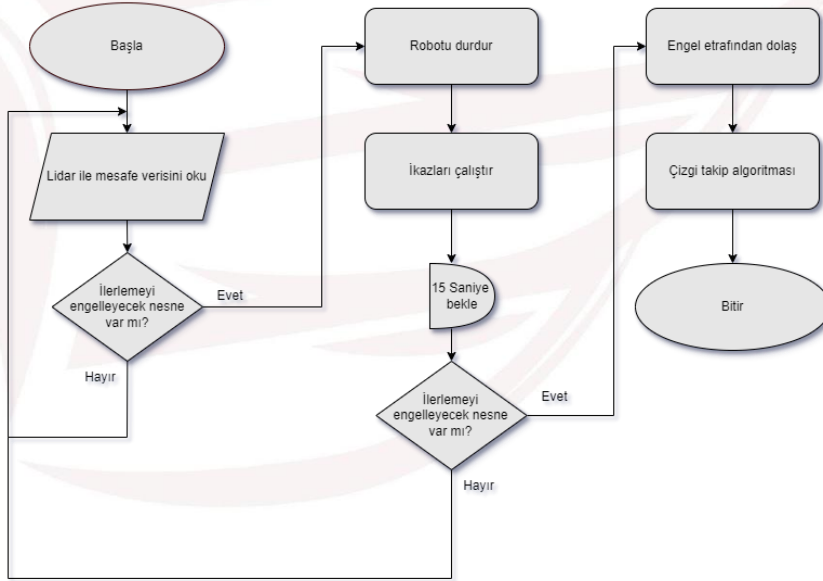 Başla
Lidar ile mesafe verisini oku
İlerlemeyi
engelleyecek nesne
var mı?
Evet
Hayır
Robotu durdur
İkazları çalıştır
15 Saniye
bekle
İlerlemeyi
engelleyecek nesne
var mı?
Evet
Hayır
Engel etrafından dolaş
Çizgi takip algoritması
Bitir